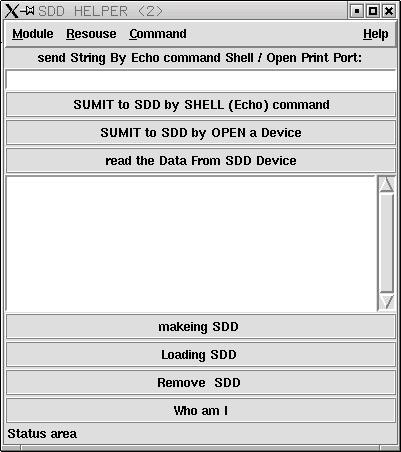 SDD HELPER <2>
Module Resouse Command Help
send String By Echo command Shell / Open Print Port:
SUMIT to SDD by SHELL (Echo) command
SUMIT to SDD by OPEN a Device
read the Data From SDD Device
makeing SDD
Loading SDD
Remove SDD
Who am I
Status area